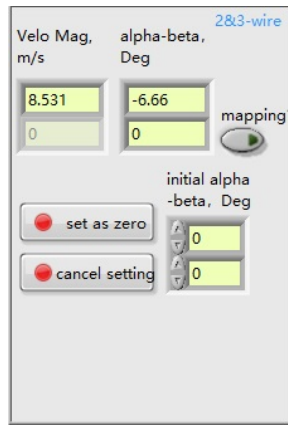 2&3-wire
Velo Mag, m/s
alpha-beta, Deg
8.531
-6.66
0
0
mapping?
initial alpha
-beta, Deg
set as zero
0
cancel setting
0